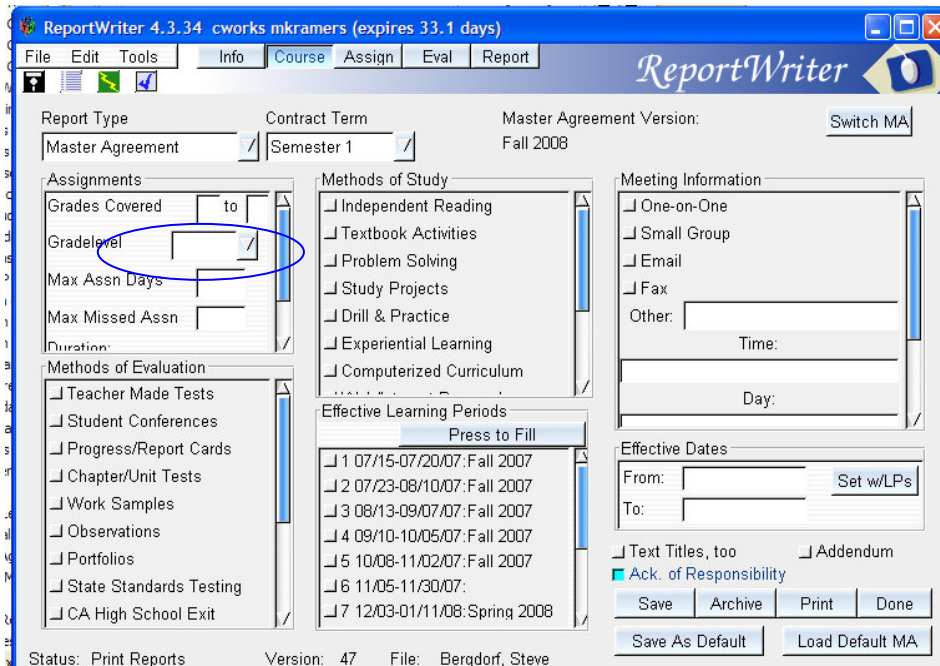 ReportWriter 4.3.34 cworks mkramers (expires 33.1 days)
File Edit Tools Info Course Assign Eval Report
ReportWriter
Report Type
Master Agreement
Contract Term
Semester 1
Master Agreement Version:
Fall 2008
Switch MA
Assignments
Grades Covered to
Gradelevel
Max Assn Days
Max Missed Assn
Duration:
Methods of Study
Independent Reading
Textbook Activities
Problem Solving
Study Projects
Drill & Practice
Experiential Learning
Computerized Curriculum
Meeting Information
One-on-One
Small Group
Email
Fax
Other:
Time:
Day:
Methods of Evaluation
Teacher Made Tests
Student Conferences
Progress/Report Cards
Chapter/Unit Tests
Work Samples
Observations
Portfolios
State Standards Testing
CA High School Exit
Effective Learning Periods
Press to Fill
1 07/15-07/20/07:Fall 2007
2 07/23-08/10/07:Fall 2007
3 08/13-09/07/07:Fall 2007
4 09/10-10/05/07:Fall 2007
5 10/08-11/02/07:Fall 2007
6 11/05-11/30/07:
7 12/03-01/11/08:Spring 2008
Effective Dates
From:
Set w/LPs
To:
Text Titles, too Addendum
Ack. of Responsibility
Save Archive Print Done
Save As Default Load Default MA
Status: Print Reports Version: 47 File: Bergdorf, Steve